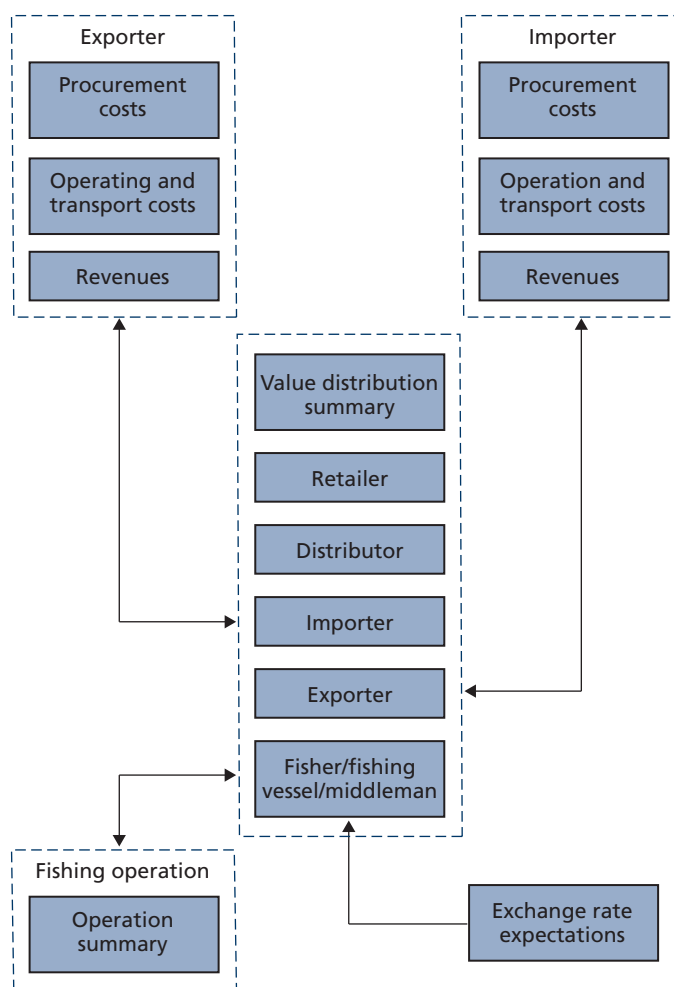 Exporter
Procurement
costs
Operating and
transport costs
Revenues
Importer
Procurement
costs
Operation and
transport costs
Revenues
Value distribution
summary
Retailer
Distributor
Importer
Exporter
Fisher/fishing
vessel/middleman
Fishing operation
Operation
summary
Exchange rate
expectations